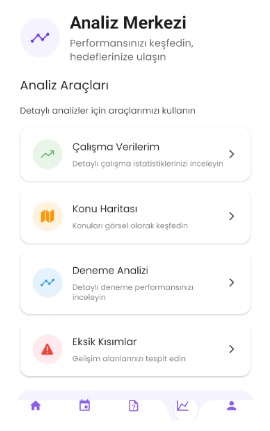 Analiz Merkezi
Performansınızı keşfedin,
hedeflerinize ulaşın
Analiz Araçları
Detaylı analizler için araçlarımızı kullanın
Çalışma Verilerim
Detaylı çalışma istatistiklerinizi inceleyin
Konu Haritası
Konuları görsel olarak keşfedin
Deneme Analizi
Detaylı deneme performansınızı
inceleyin
Eksik Kısımlar
Gelişim alanlarınızı tespit edin